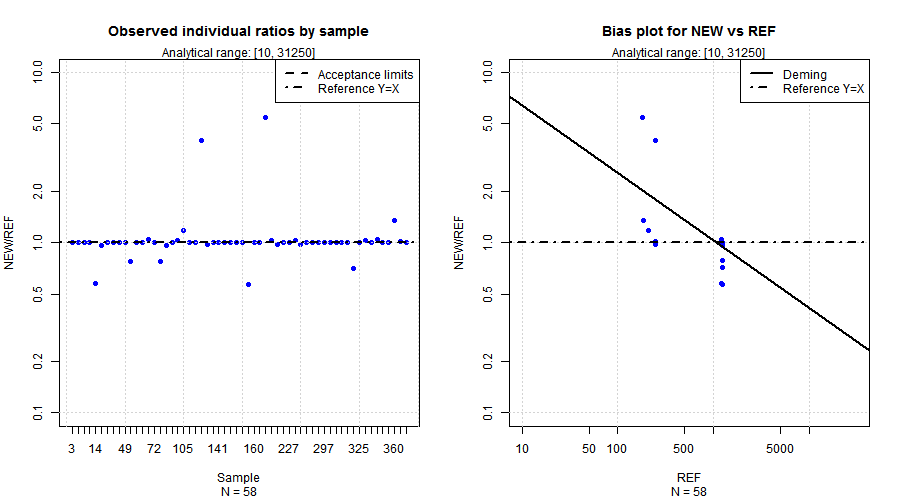 Observed individual ratios by sample
Analytical range: [10, 31250]
Acceptance limits
Reference Y=X
NEW/REF
10.0
5.0
2.0
1.0
0.5
0.2
0.1
3 14 49 72 105 141 160 227 297 325 360
Sample
N = 58
Bias plot for NEW vs REF
Analytical range: [10, 31250]
Deming
Reference Y=X
NEW/REF
10.0
5.0
2.0
1.0
0.5
0.2
0.1
10 50 100 500 5000
REF
N = 58